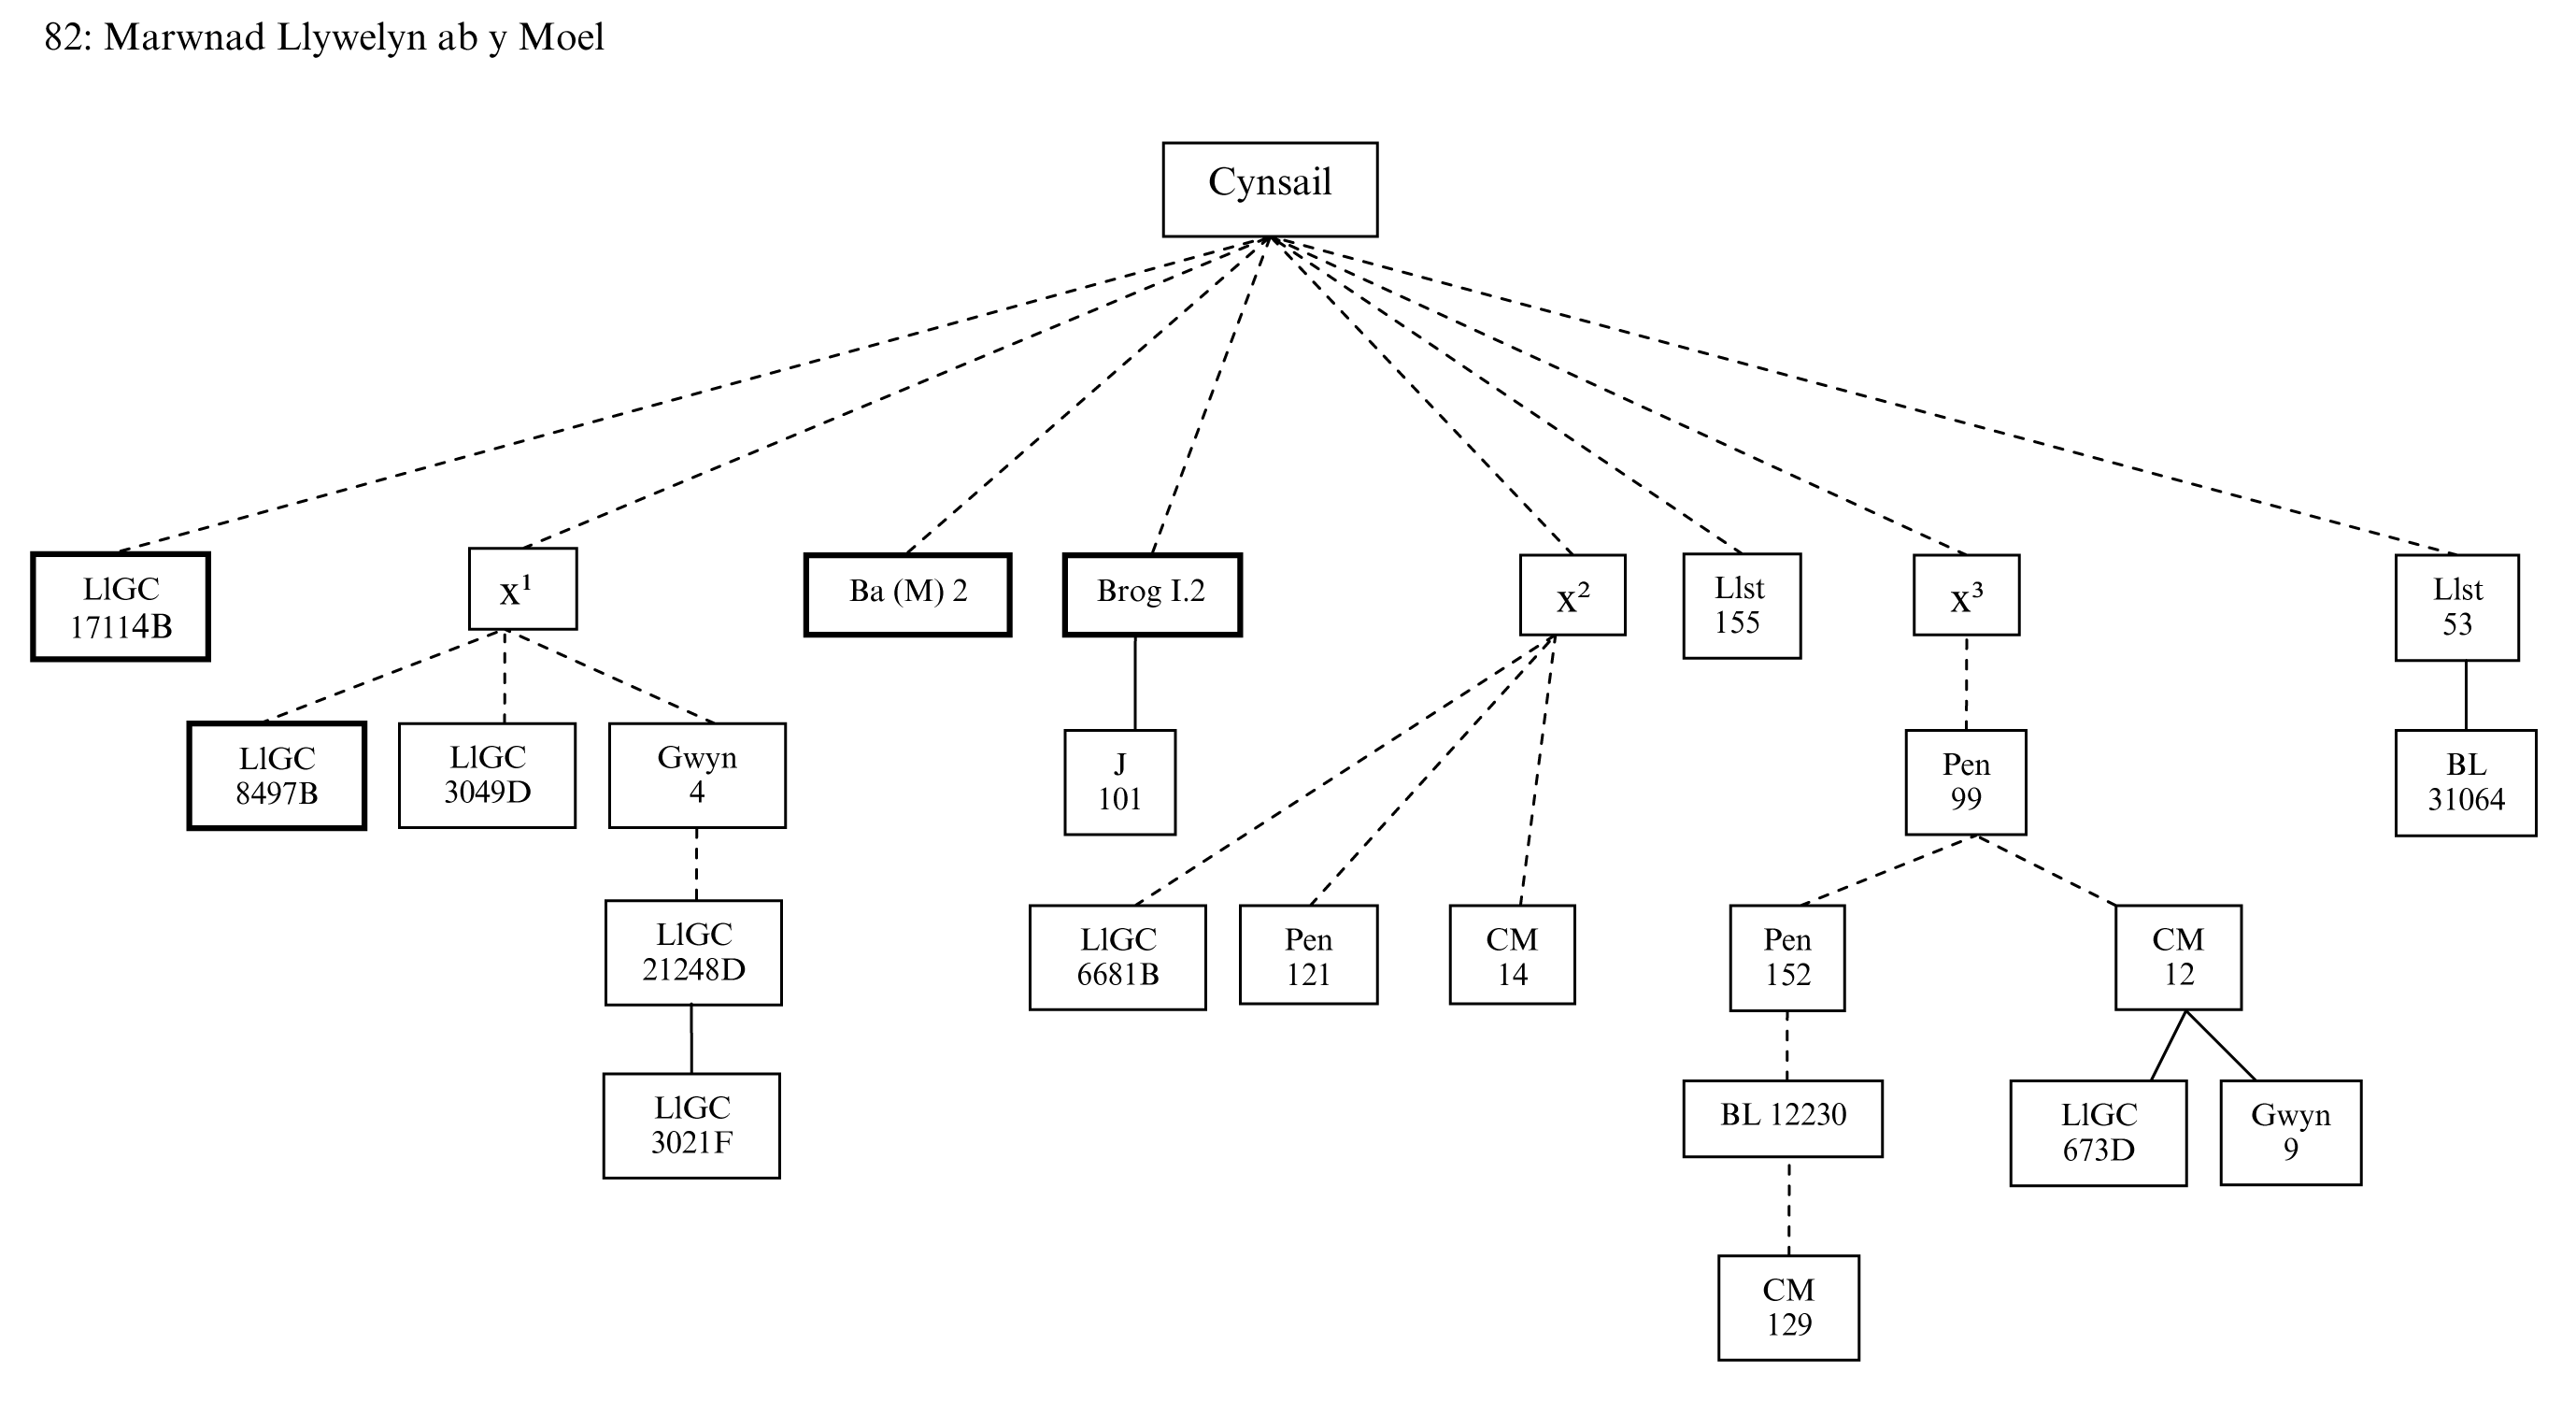 82: Marwnad Llywelyn ab y Moel
Cynsail
LlGC
17114B
x¹
Ba (M) 2
Brog I.2
x²
Llst
155
x³
Llst
53
LlGC
8497B
LlGC
3049D
Gwyn
4
J
101
Pen
99
BL
31064
LlGC
21248D
LlGC
6681B
Pen
121
CM
14
Pen
152
CM
12
LlGC
3021F
BL 12230
LlGC
673D
Gwyn
9
CM
129